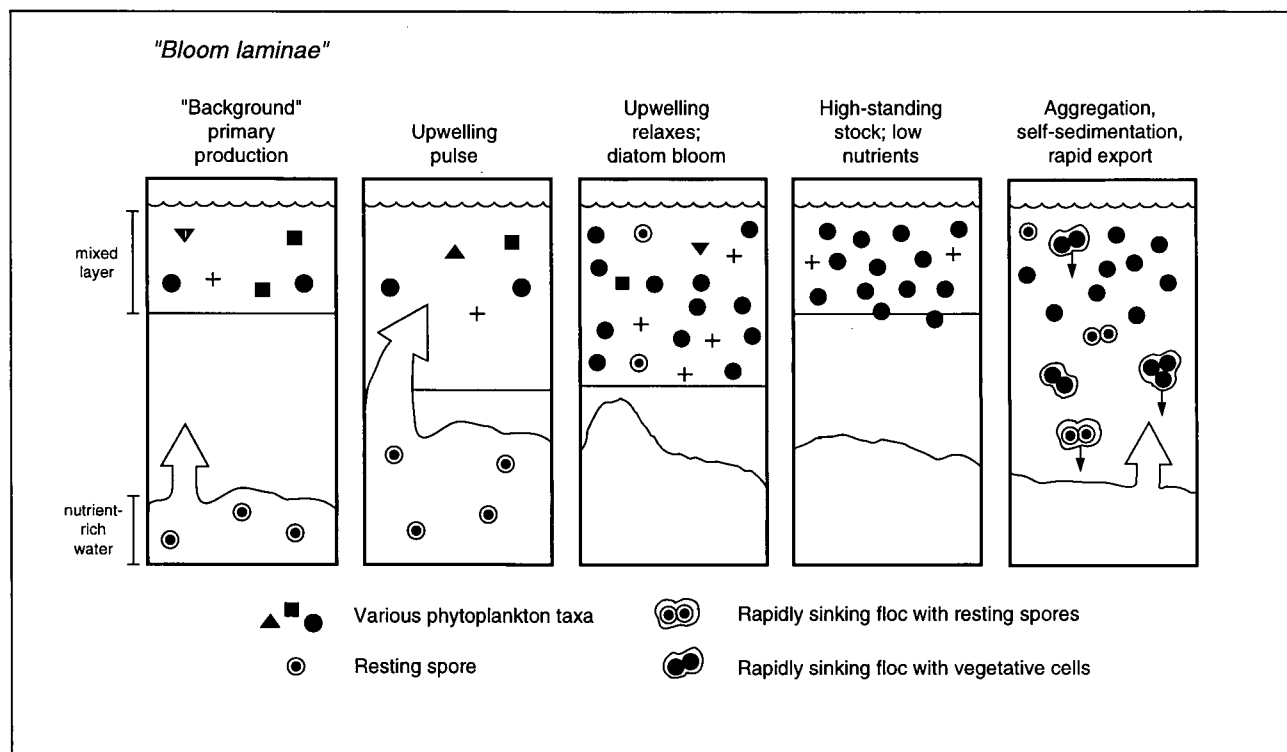 "Bloom laminae"
"Background"
primary
production
Upwelling
pulse
Upwelling
relaxes;
diatom bloom
High-standing
stock; low
nutrients
Aggregation,
self-sedimentation,
rapid export
mixed
layer
nutrient-
rich
water
Various phytoplankton taxa
Rapidly sinking floc with resting spores
Resting spore
Rapidly sinking floc with vegetative cells